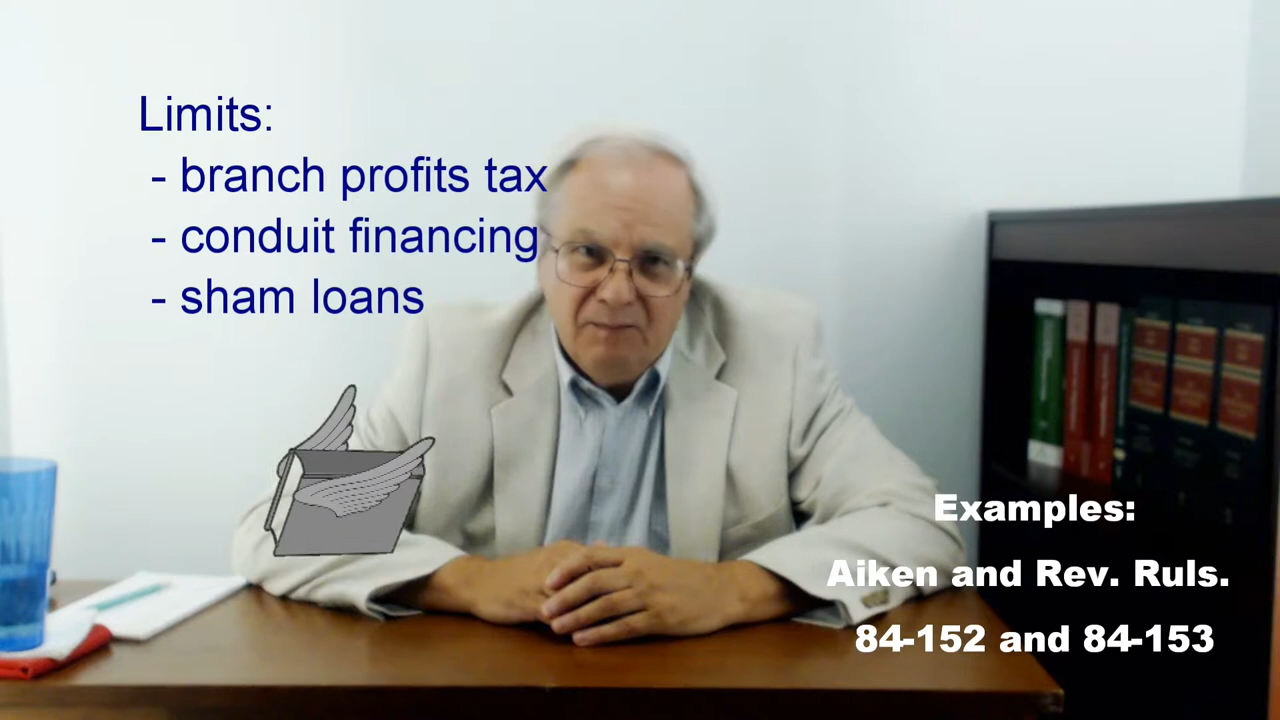 Limits:
- branch profits tax
- conduit financing
- sham loans
Examples:
Aiken and Rev. Ruls.
84-152 and 84-153